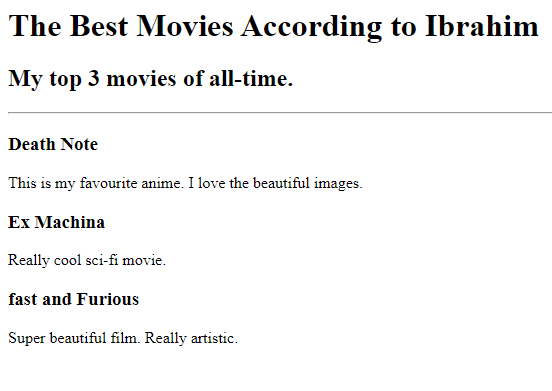 The Best Movies According to Ibrahim
My top 3 movies of all-time.
Death Note
This is my favourite anime. I love the beautiful images.
Ex Machina
Really cool sci-fi movie.
fast and Furious
Super beautiful film. Really artistic.